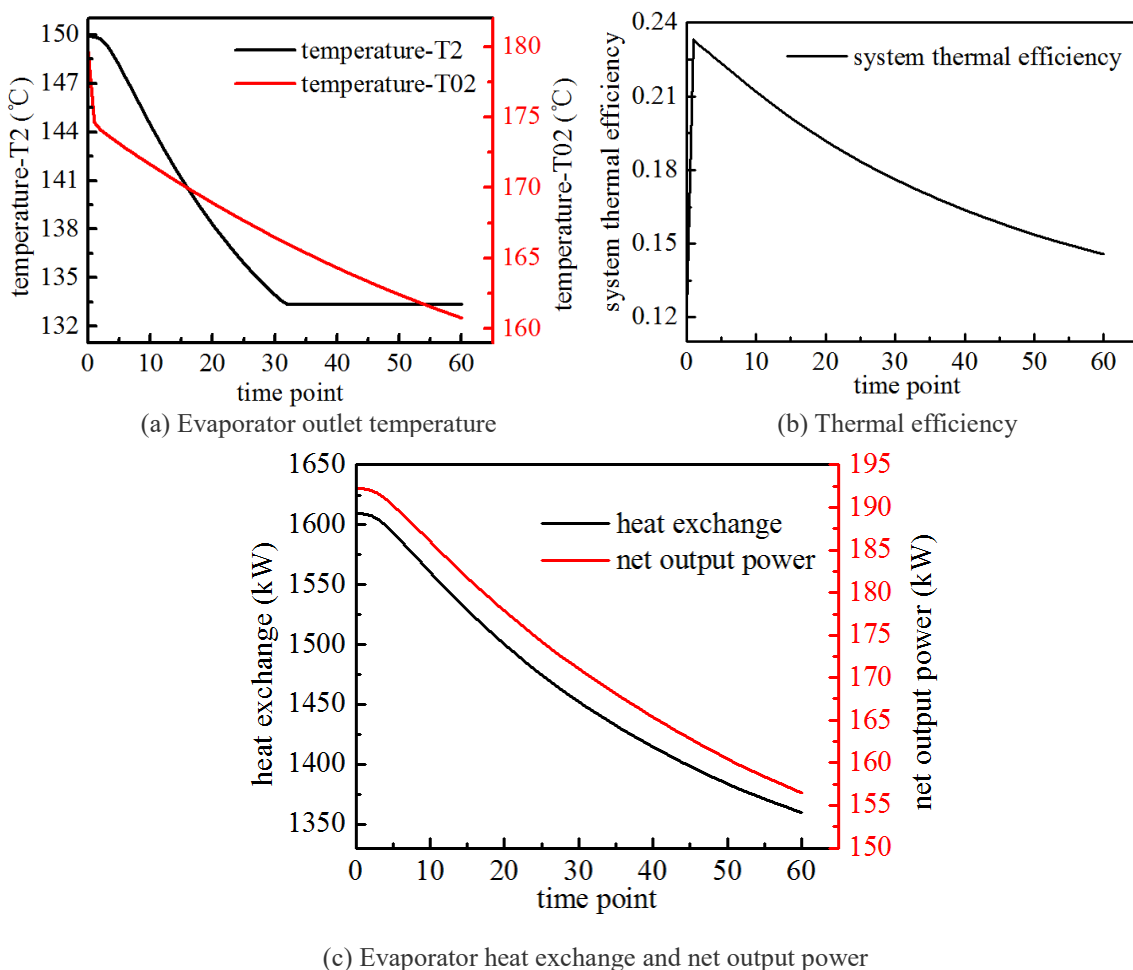 150
147
144
141
138
135
132
temperature-T2 (℃)
temperature-T2
temperature-T02
180
175
170
165
160
temperature-T02 (℃)
0 10 20 30 40 50 60
time point
(a) Evaporator outlet temperature
0.24
0.21
0.18
0.15
0.12
system thermal efficiency
system thermal efficiency
0 10 20 30 40 50 60
time point
(b) Thermal efficiency
1650
1600
1550
1500
1450
1400
1350
heat exchange (kW)
heat exchange
net output power
195
190
185
180
175
170
165
160
155
150
net output power (kW)
0 10 20 30 40 50 60
time point
(c) Evaporator heat exchange and net output power